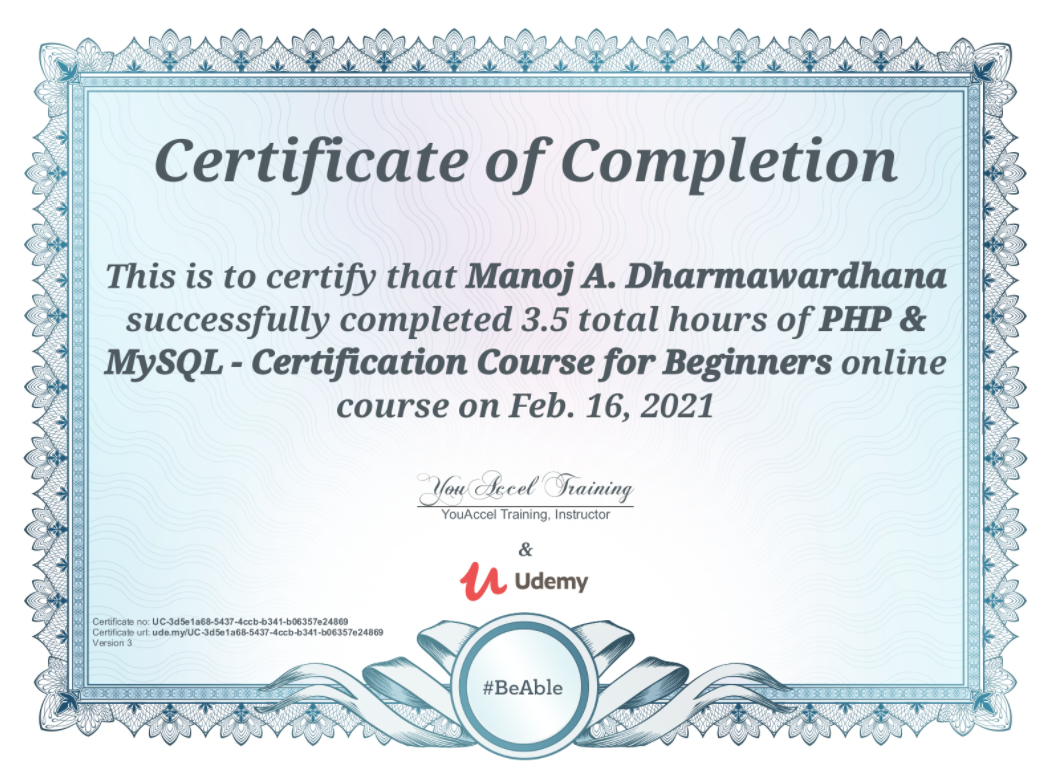 Certificate of Completion
This is to certify that Manoj A. Dharmawardhana
successfully completed 3.5 total hours of PHP &
MySQL - Certification Course for Beginners online
course on Feb. 16, 2021
YouAccel Training
YouAccel Training, Instructor
&
Udemy
Certificate no: UC-3d5e1a68-5437-4ccb-b341-b06357e24869
Certificate url: ude.my/UC-3d5e1a68-5437-4ccb-b341-b06357e24869
Version 3
#BeAble